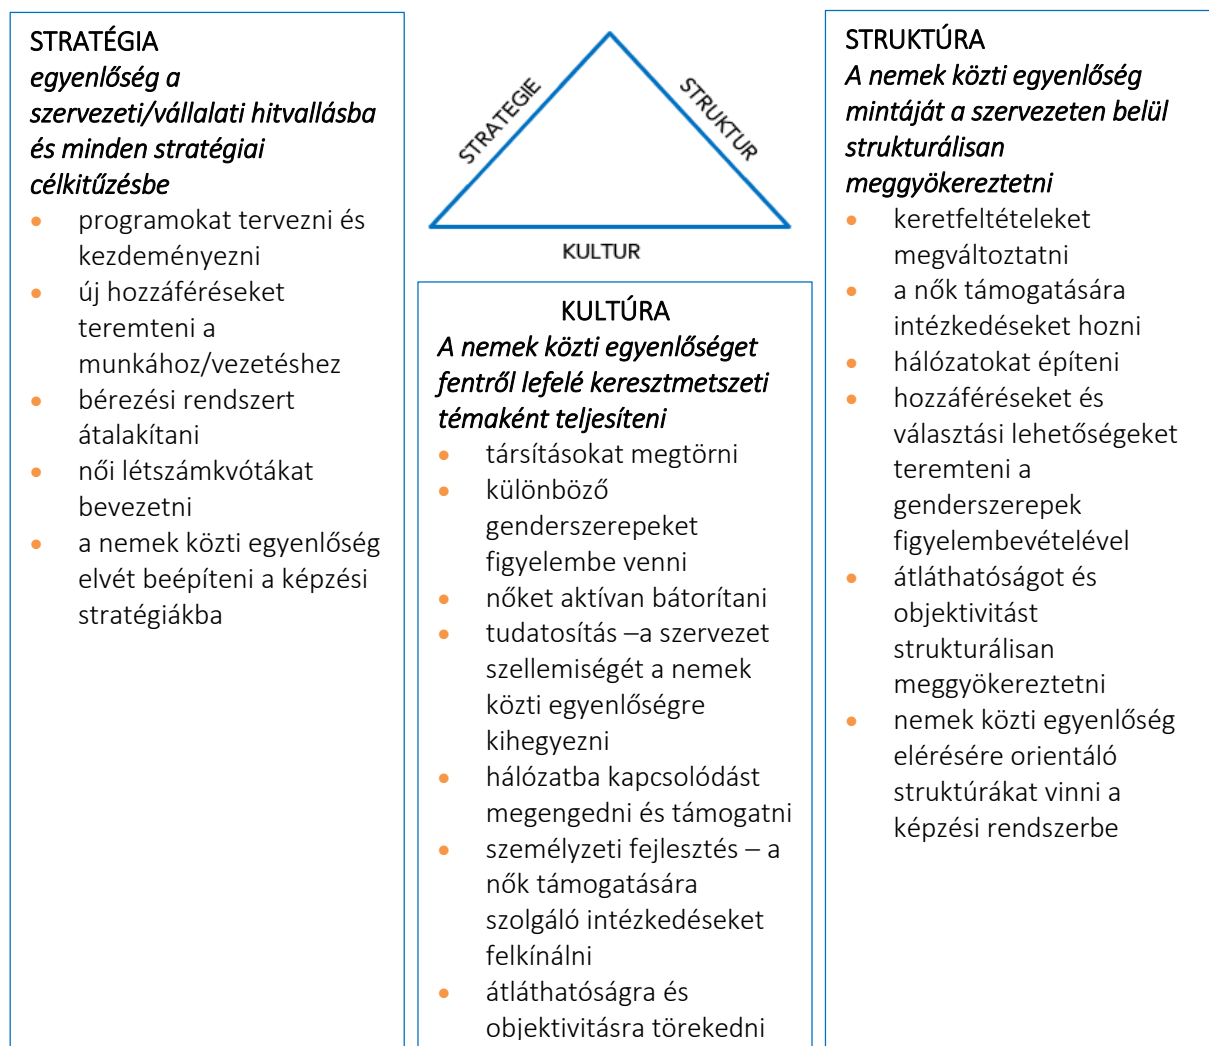 STRATÉGIA
egyenlőség a
szervezeti/vállalati hitvallásba
és minden stratégiai
célkitűzésbe
• programokat tervezni és
kezdeményezni
• új hozzáféréseket
teremteni a
munkához/vezetéshez
• bérezési rendszert
átalakítani
• női létszámkvótákat
bevezetni
• a nemek közti egyenlőség
elvét beépíteni a képzési
stratégiákba
STRATEGIE
STRUKTUR
KULTUR
KULTÚRA
A nemek közti egyenlőséget
fentről lefelé keresztmetszeti
témaként teljesíteni
• társításokat megtörni
• különböző
genderszerepeket
figyelembe venni
• nőket aktívan bátorítani
• tudatosítás –a szervezet
szellemiségét a nemek
közti egyenlőségre
kihegyezni
• hálózatba kapcsolódást
megengedni és támogatni
• személyzeti fejlesztés – a
nők támogatására
szolgáló intézkedéseket
felkínálni
• átláthatóságra és
objektivitásra törekedni
STRUKTÚRA
A nemek közti egyenlőség
mintáját a szervezeten belül
strukturálisan
meggyökereztetni
• keretfeltételeket
megváltoztatni
• a nők támogatására
intézkedéseket hozni
• hálózatokat építeni
• hozzáféréseket és
választási lehetőségeket
teremteni a
genderszerepek
figyelembevételével
• átláthatóságot és
objektivitást
strukturálisan
meggyökereztetni
• nemek közti egyenlőség
elérésére orientáló
struktúrákat vinni a
képzési rendszerbe